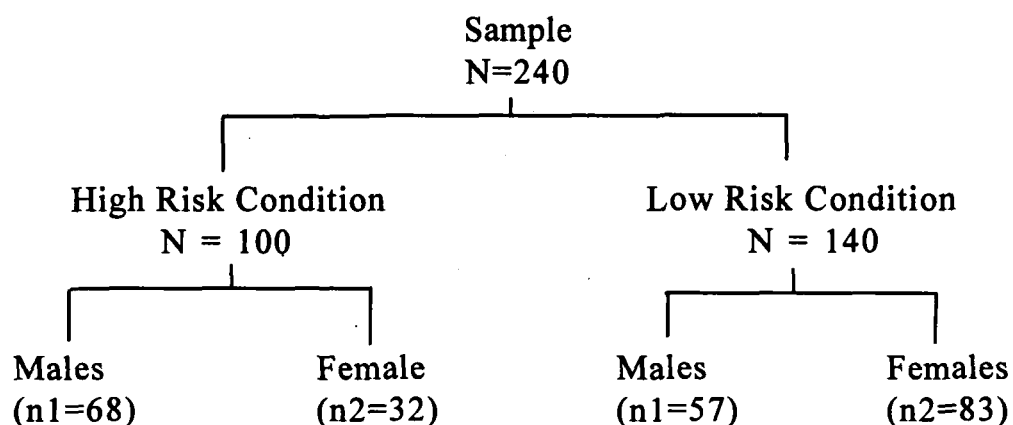 Sample
N=240
High Risk Condition
N = 100
Low Risk Condition
N = 140
Males
(n1=68)
Female
(n2=32)
Males
(n1=57)
Females
(n2=83)